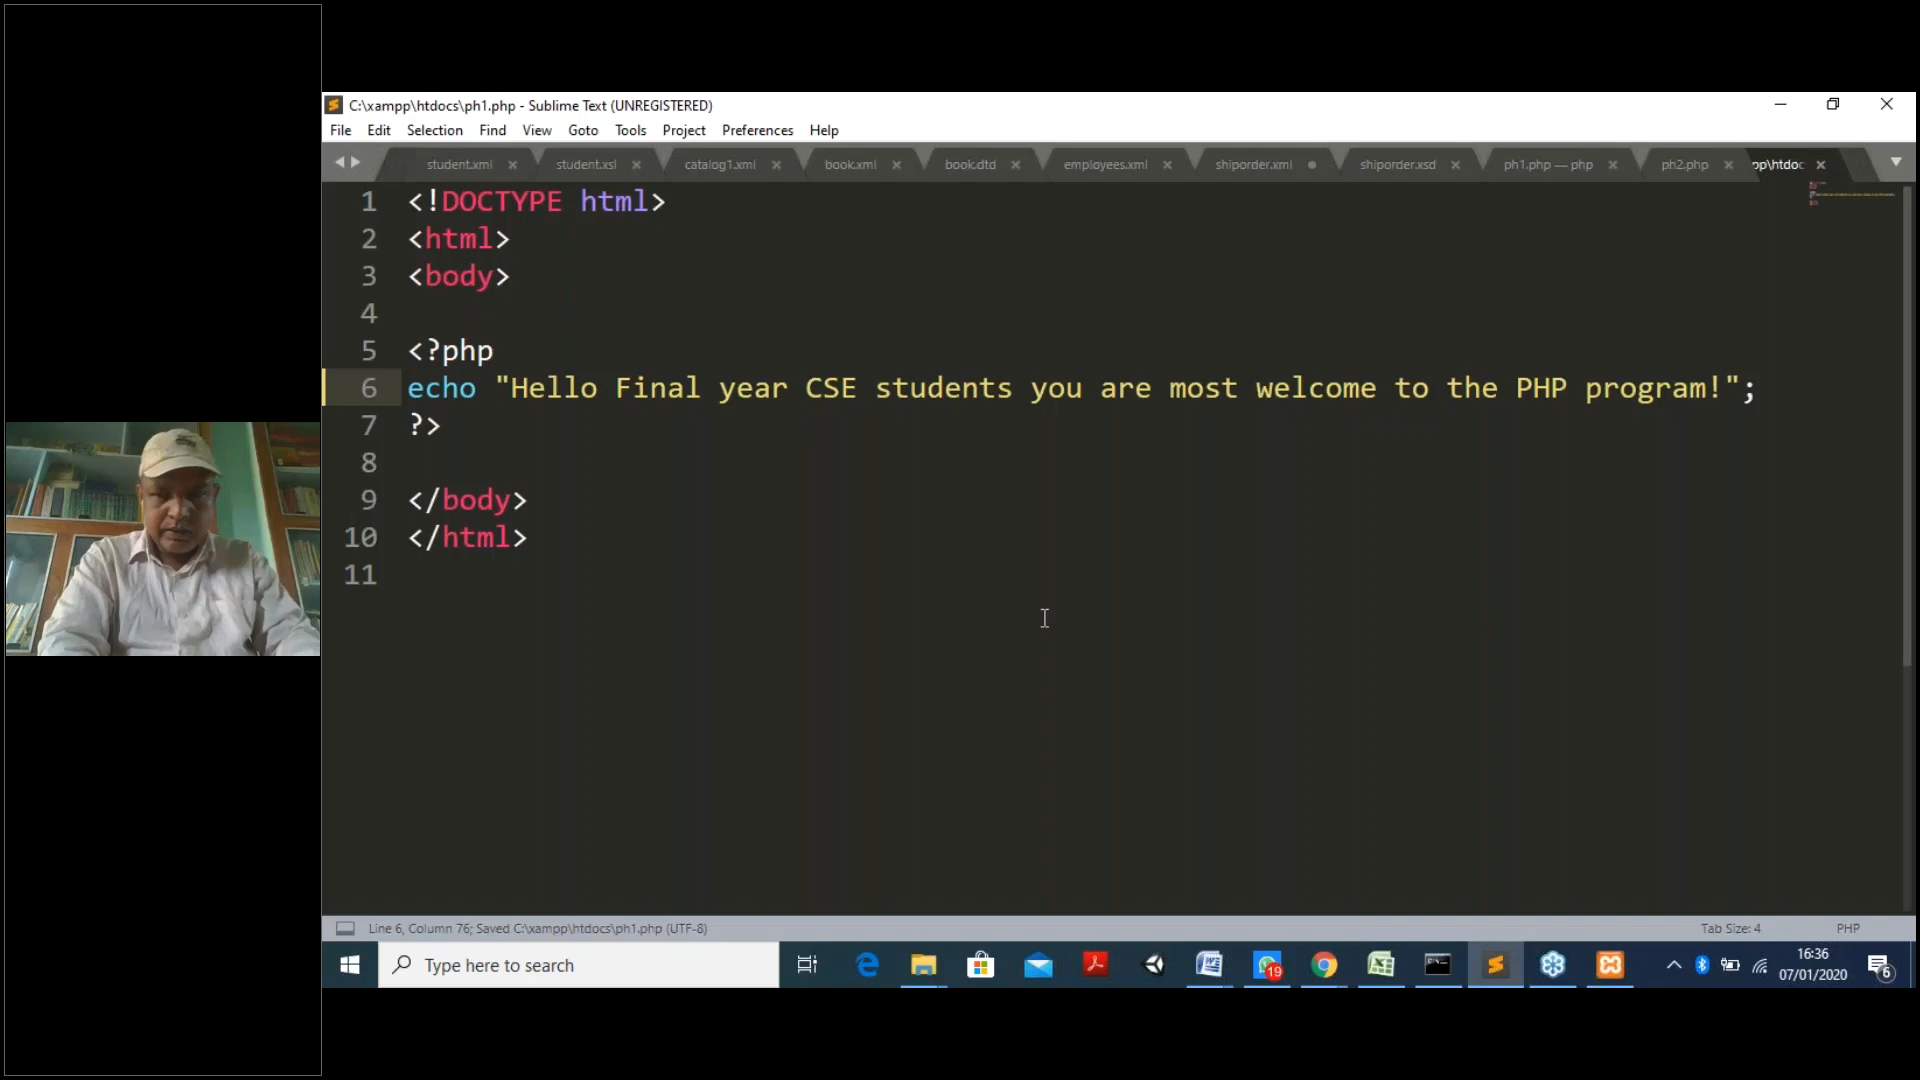 C:\xampp\htdocs\ph1.php - Sublime Text (UNREGISTERED)
File Edit Selection Find View Goto Tools Project Preferences Help
student.xml student.xsl catalog1.xml book.xml book.dtd employees.xml shiporder.xml shiporder.xsd ph1.php — php ph2.php pp\htdoc
1 <!DOCTYPE html>
2 <html>
3 <body>
4
5 <?php
6 echo "Hello Final year CSE students you are most welcome to the PHP program!";
7 ?>
8
9 </body>
10 </html>
11
Line 6, Column 76; Saved C:\xampp\htdocs\ph1.php (UTF-8) Tab Size: 4 PHP
Type here to search 19 16:36
07/01/2020 6